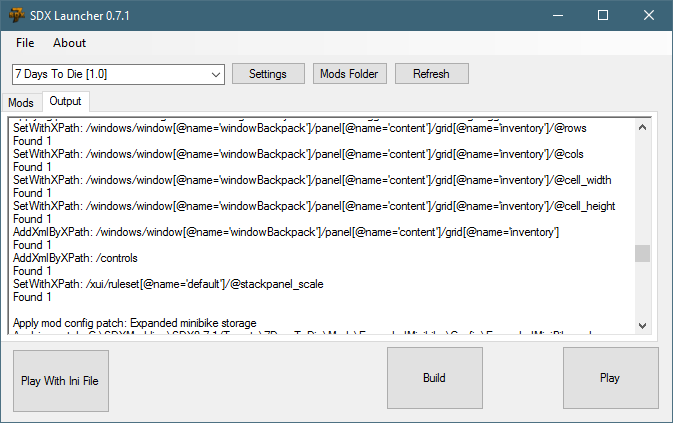 SDX Launcher 0.7.1
File About
7 Days To Die [1.0] Settings Mods Folder Refresh
Mods Output
SetWithXPath: /windows/window[@name='windowBackpack']/panel[@name='content']/grid[@name='inventory']/@rows
Found 1
SetWithXPath: /windows/window[@name='windowBackpack']/panel[@name='content']/grid[@name='inventory']/@cols
Found 1
SetWithXPath: /windows/window[@name='windowBackpack']/panel[@name='content']/grid[@name='inventory']/@cell_width
Found 1
SetWithXPath: /windows/window[@name='windowBackpack']/panel[@name='content']/grid[@name='inventory']/@cell_height
Found 1
AddXmlByXPath: /windows/window[@name='windowBackpack']/panel[@name='content']/grid[@name='inventory']
Found 1
AddXmlByXPath: /controls
Found 1
SetWithXPath: /xui/ruleset[@name='default']/@stackpanel_scale
Found 1
Apply mod config patch: Expanded minibike storage
Play With Ini File Build Play